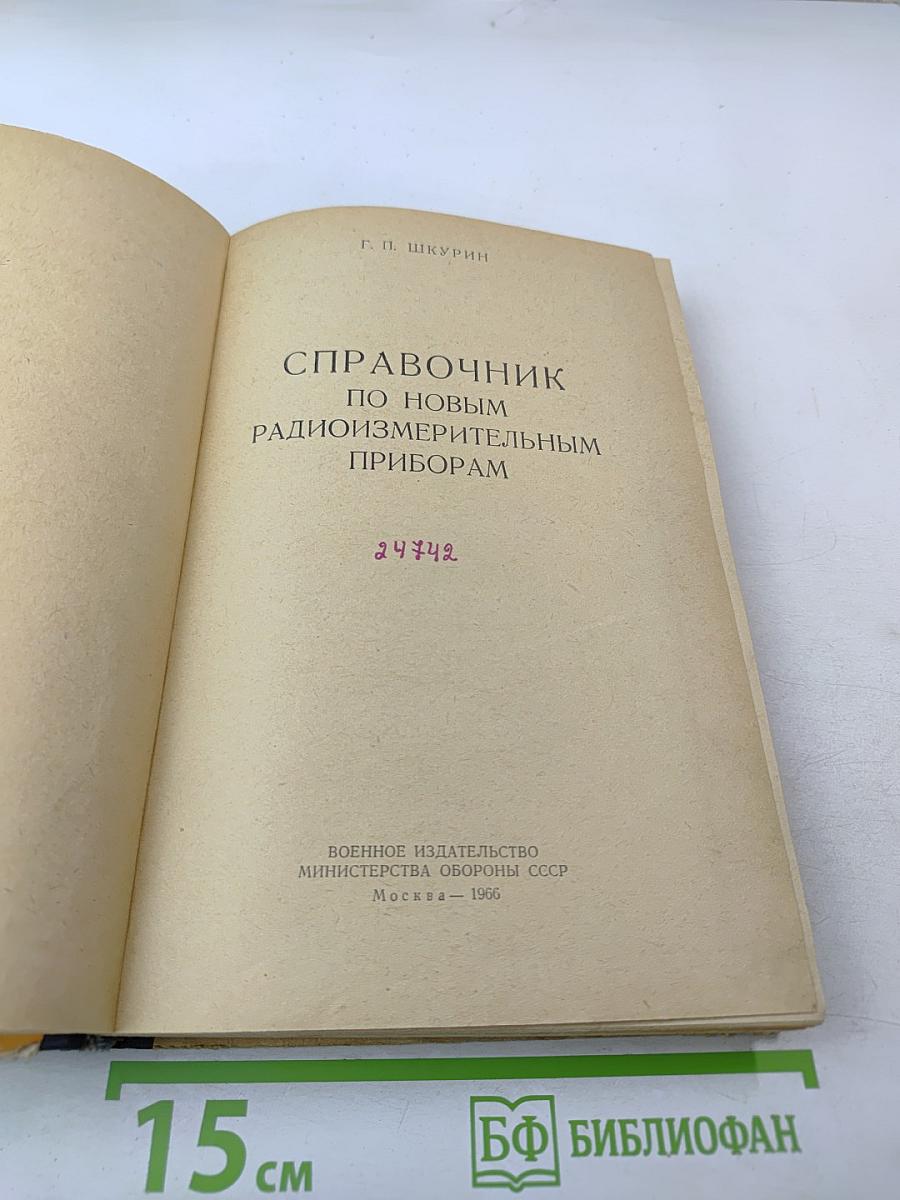 Г. П. ШКУРИН
СПРАВОЧНИК
ПО НОВЫМ
РАДИОИЗМЕРИТЕЛЬНЫМ
ПРИБОРАМ
24742
ВОЕННОЕ ИЗДАТЕЛЬСТВО
МИНИСТЕРСТВА ОБОРОНЫ СССР
Москва — 1966
15 см
БФ БИБЛИОФАН